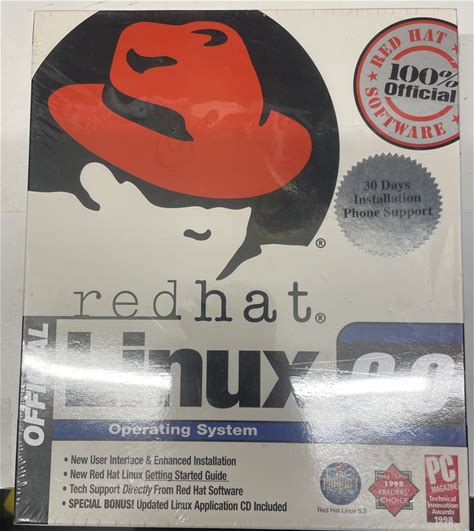 RED HAT
100%
Official
SOFTWARE
30 Days
Installation
Phone Support
®
redhat®
OFFICIAL
Linux
Operating System
• New User Interface & Enhanced Installation
• New Red Hat Linux Getting Started Guide
• Tech Support Directly From Red Hat Software
• SPECIAL BONUS! Updated Linux Application CD Included
Red Hat Linux 5.2
1998
READERS'
CHOICE
PC
MAGAZINE
Technical
Innovation
Awards
1998